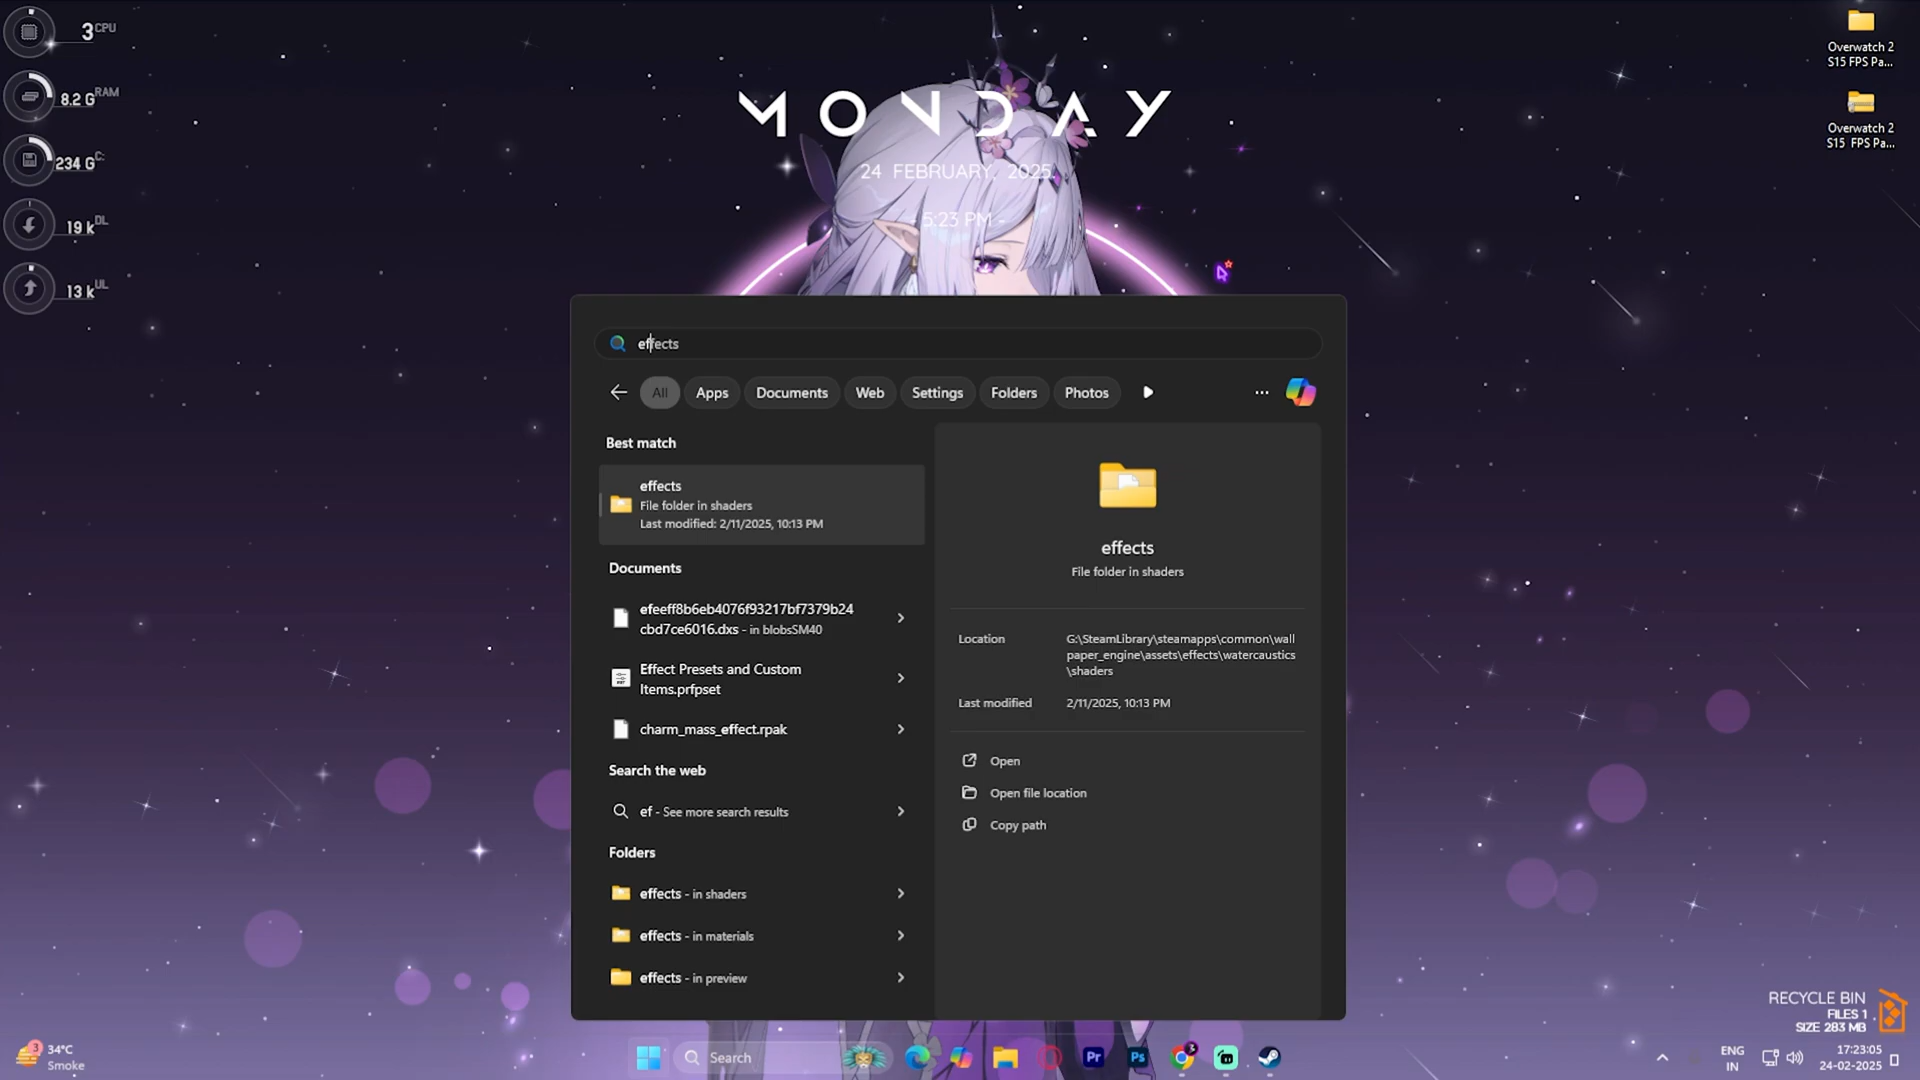 3 CPU
8.2 G RAM
234 G C:
19 k DL
13 k UL
MONDAY
24 FEBRUARY, 2025.
- 5:23 PM -
Overwatch 2
S15 FPS Pa...
Overwatch 2
S15 FPS Pa...
effects
All
Apps
Documents
Web
Settings
Folders
Photos
Best match
effects
File folder in shaders
Last modified: 2/11/2025, 10:13 PM
Documents
efeeff8b6eb4076f93217bf7379b24
cbd7ce6016.dxs - in blobsSM40
Effect Presets and Custom
Items.prfpset
charm_mass_effect.rpak
Search the web
ef - See more search results
Folders
effects - in shaders
effects - in materials
effects - in preview
effects
File folder in shaders
Location
G:\SteamLibrary\steamapps\common\wall
paper_engine\assets\effects\watercaustics
\shaders
Last modified
2/11/2025, 10:13 PM
Open
Open file location
Copy path
RECYCLE BIN
FILES 1
SIZE 283 MB
3
34°C
Smoke
Search
Pr
Ps
3
ENG
IN
17:23:05
24-02-2025